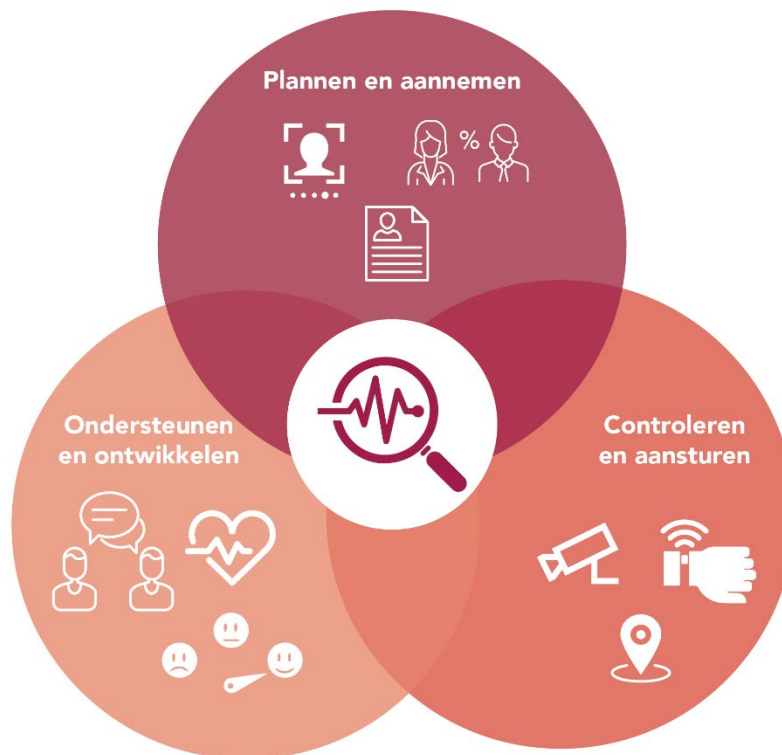 Plannen en aannemen
%
Ondersteunen
en ontwikkelen
Controleren
en aansturen